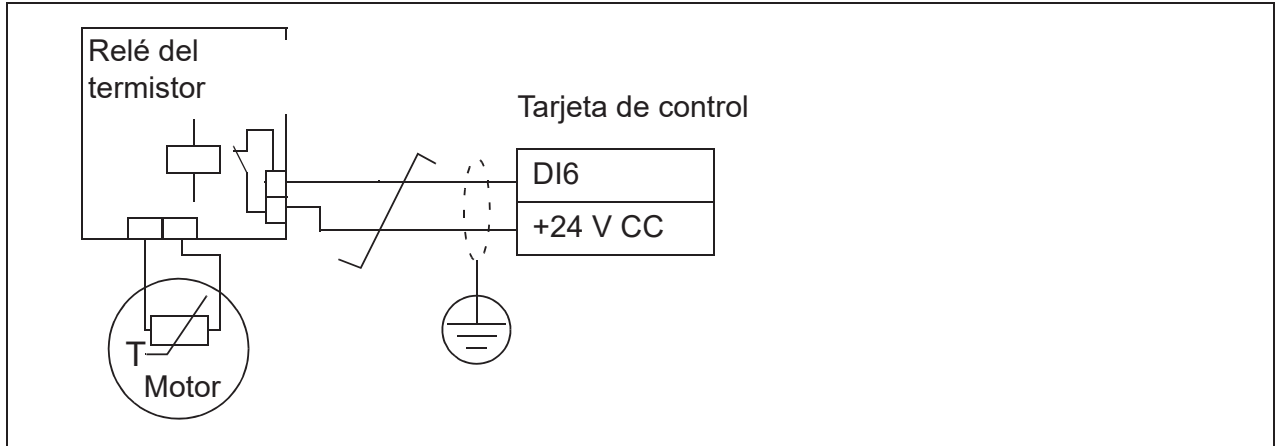 Relé del
termistor
Tarjeta de control
DI6
+24 V CC
T
Motor